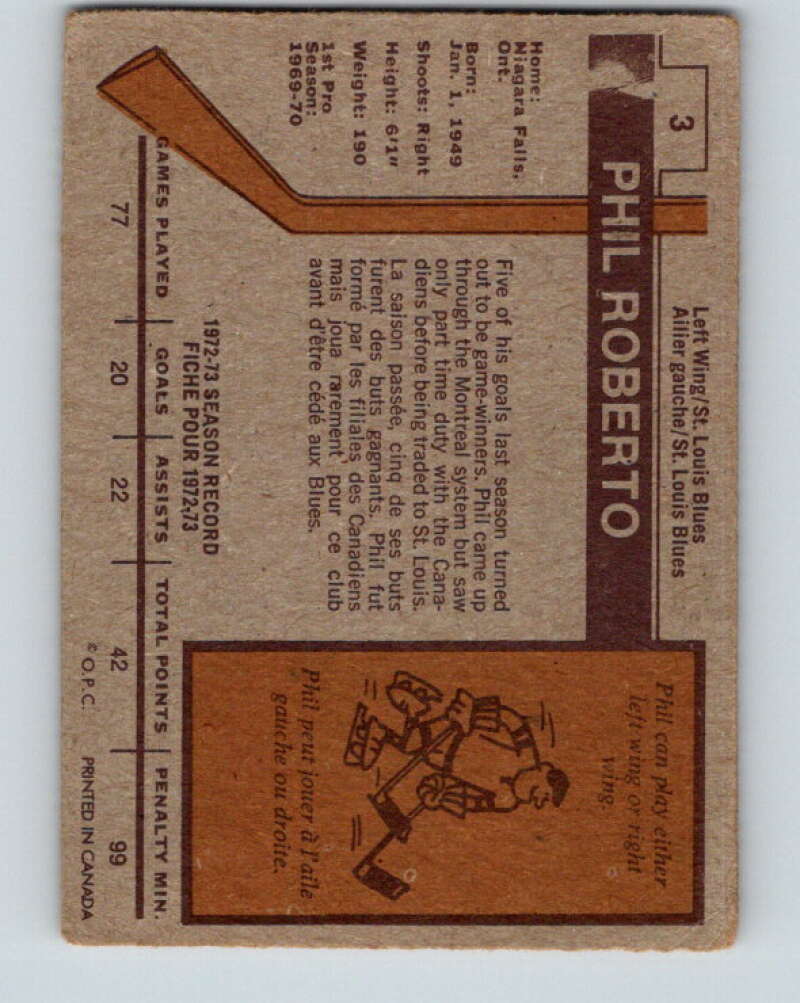 3
Left Wing/St. Louis Blues
Ailier gauche/St. Louis Blues
PHIL ROBERTO
Home:
Niagara Falls,
Ont.
Born:
Jan. 1, 1949
Shoots: Right
Height: 6'1"
Weight: 190
1st Pro
Season:
1969-70
Five of his goals last season turned
out to be game-winners. Phil came up
through the Montreal system but saw
only part time duty with the Cana-
diens before being traded to St. Louis.
La saison passée, cinq de ses buts
furent des buts gagnants. Phil fut
formé par les filiales des Canadiens
mais joua rarement pour ce club
avant d'être cédé aux Blues.
Phil can play either
left wing or right
wing.
Phil peut jouer à l'aile
gauche ou droite.
1972-73 SEASON RECORD
FICHE POUR 1972-73
GAMES PLAYED GOALS ASSISTS TOTAL POINTS PENALTY MIN.
77 20 22 42 99
© O.P.C. PRINTED IN CANADA